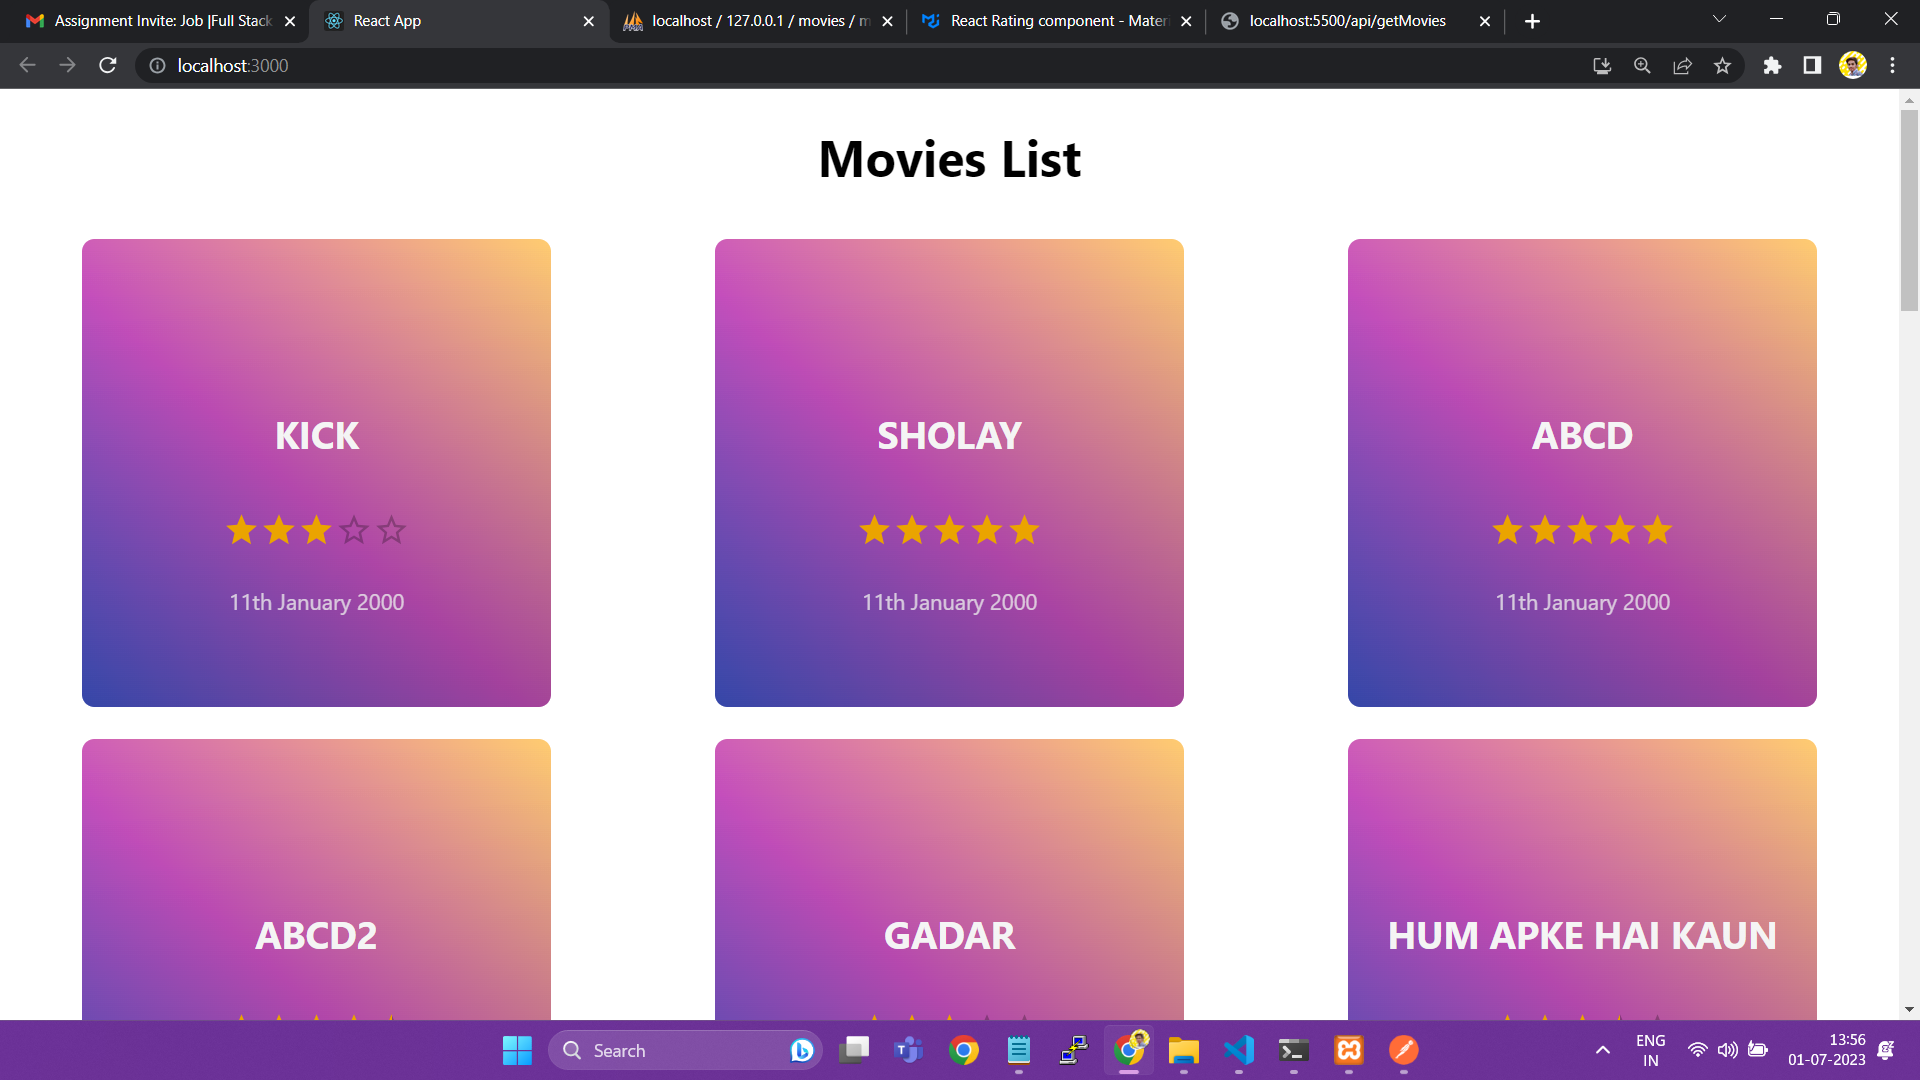 Assignment Invite: Job |Full Stack
React App
localhost / 127.0.0.1 / movies / m
React Rating component - Materi
localhost:5500/api/getMovies
localhost:3000
Movies List
KICK
SHOLAY
ABCD
11th January 2000
11th January 2000
11th January 2000
ABCD2
GADAR
HUM APKE HAI KAUN
Search
ENG
IN
13:56
01-07-2023